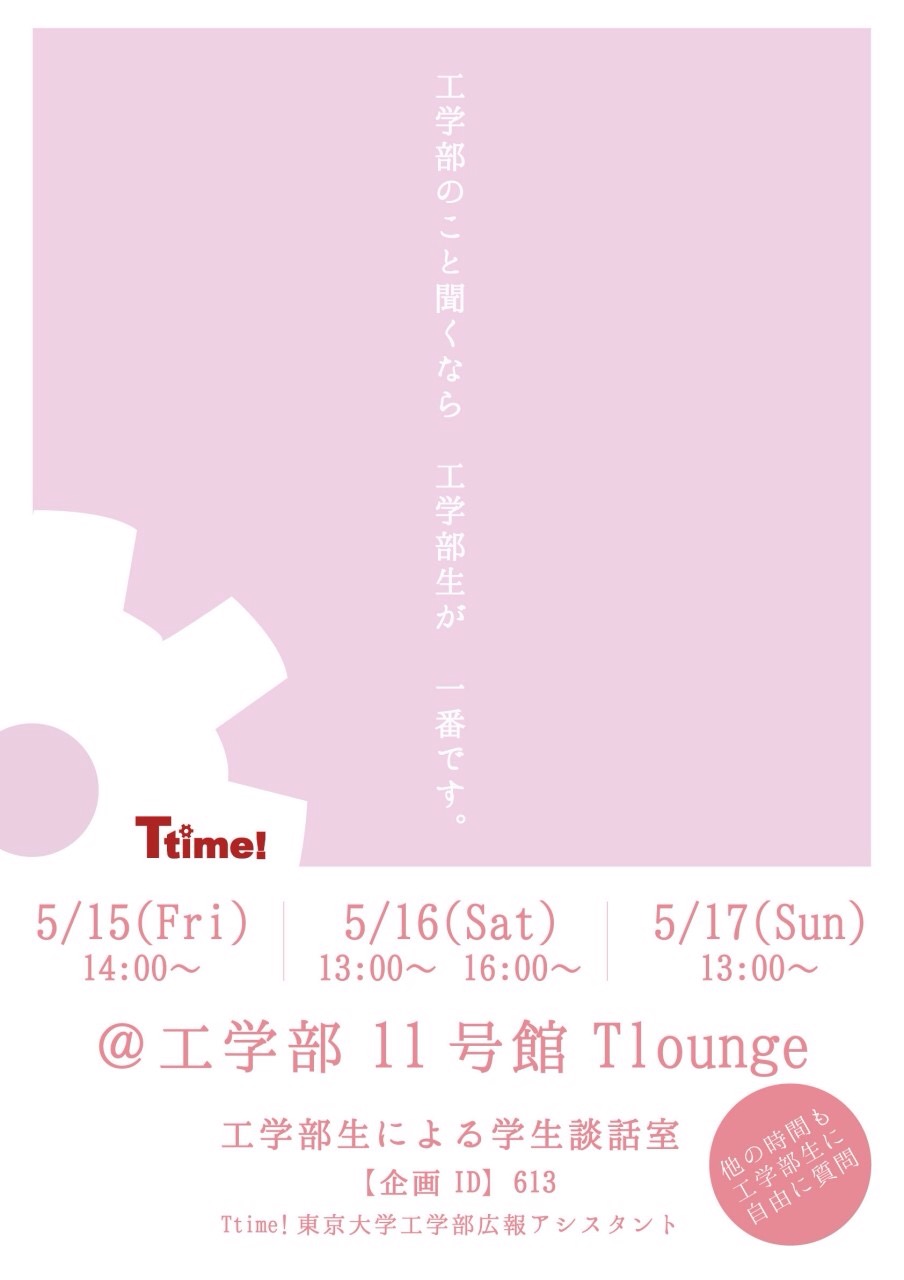 工学部のこと聞くなら　工学部生が　一番です。
Ttime!
5/15(Fri)
14:00〜
5/16(Sat)
13:00〜 16:00〜
5/17(Sun)
13:00〜
@工学部 11 号館 Tlounge
工学部生による学生談話室
【企画 ID】613
Ttime! 東京大学工学部広報アシスタント
他の時間も
工学部生に
自由に質問